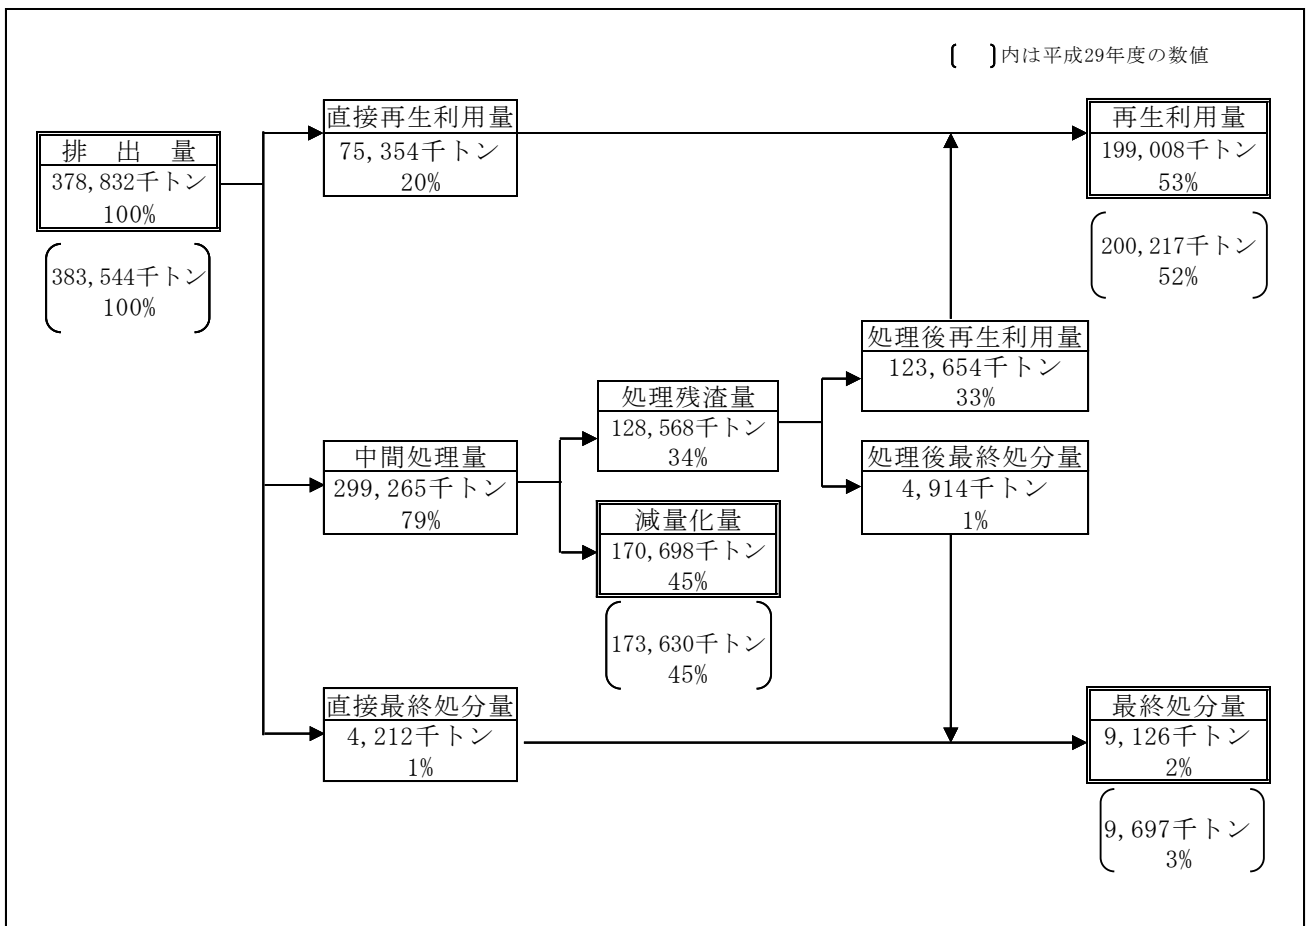 〔 〕内は平成29年度の数値
排 出 量
378,832千トン
100%
383,544千トン
100%
直接再生利用量
75,354千トン
20%
中間処理量
299,265千トン
79%
直接最終処分量
4,212千トン
1%
処理残渣量
128,568千トン
34%
減量化量
170,698千トン
45%
173,630千トン
45%
処理後再生利用量
123,654千トン
33%
処理後最終処分量
4,914千トン
1%
再生利用量
199,008千トン
53%
200,217千トン
52%
最終処分量
9,126千トン
2%
9,697千トン
3%